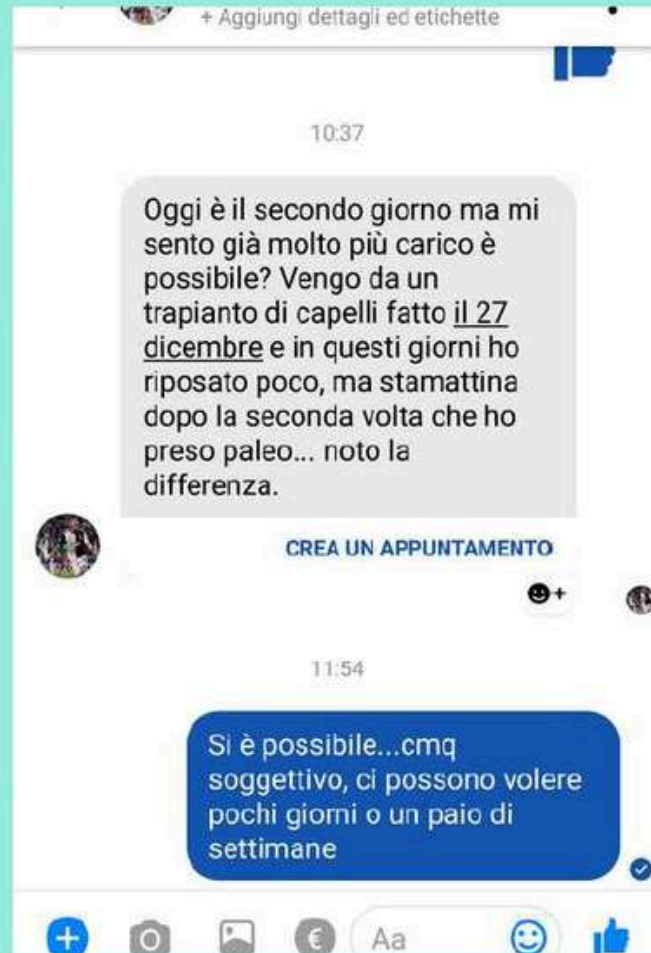 + Aggiungi dettagli ed etichette
10:37
Oggi è il secondo giorno ma mi
sento già molto più carico è
possibile? Vengo da un
trapianto di capelli fatto il 27
dicembre e in questi giorni ho
riposato poco, ma stamattina
dopo la seconda volta che ho
preso paleo... noto la
differenza.
CREA UN APPUNTAMENTO
11:54
Si è possibile...cmq
soggettivo, ci possono volere
pochi giorni o un paio di
settimane
Aa